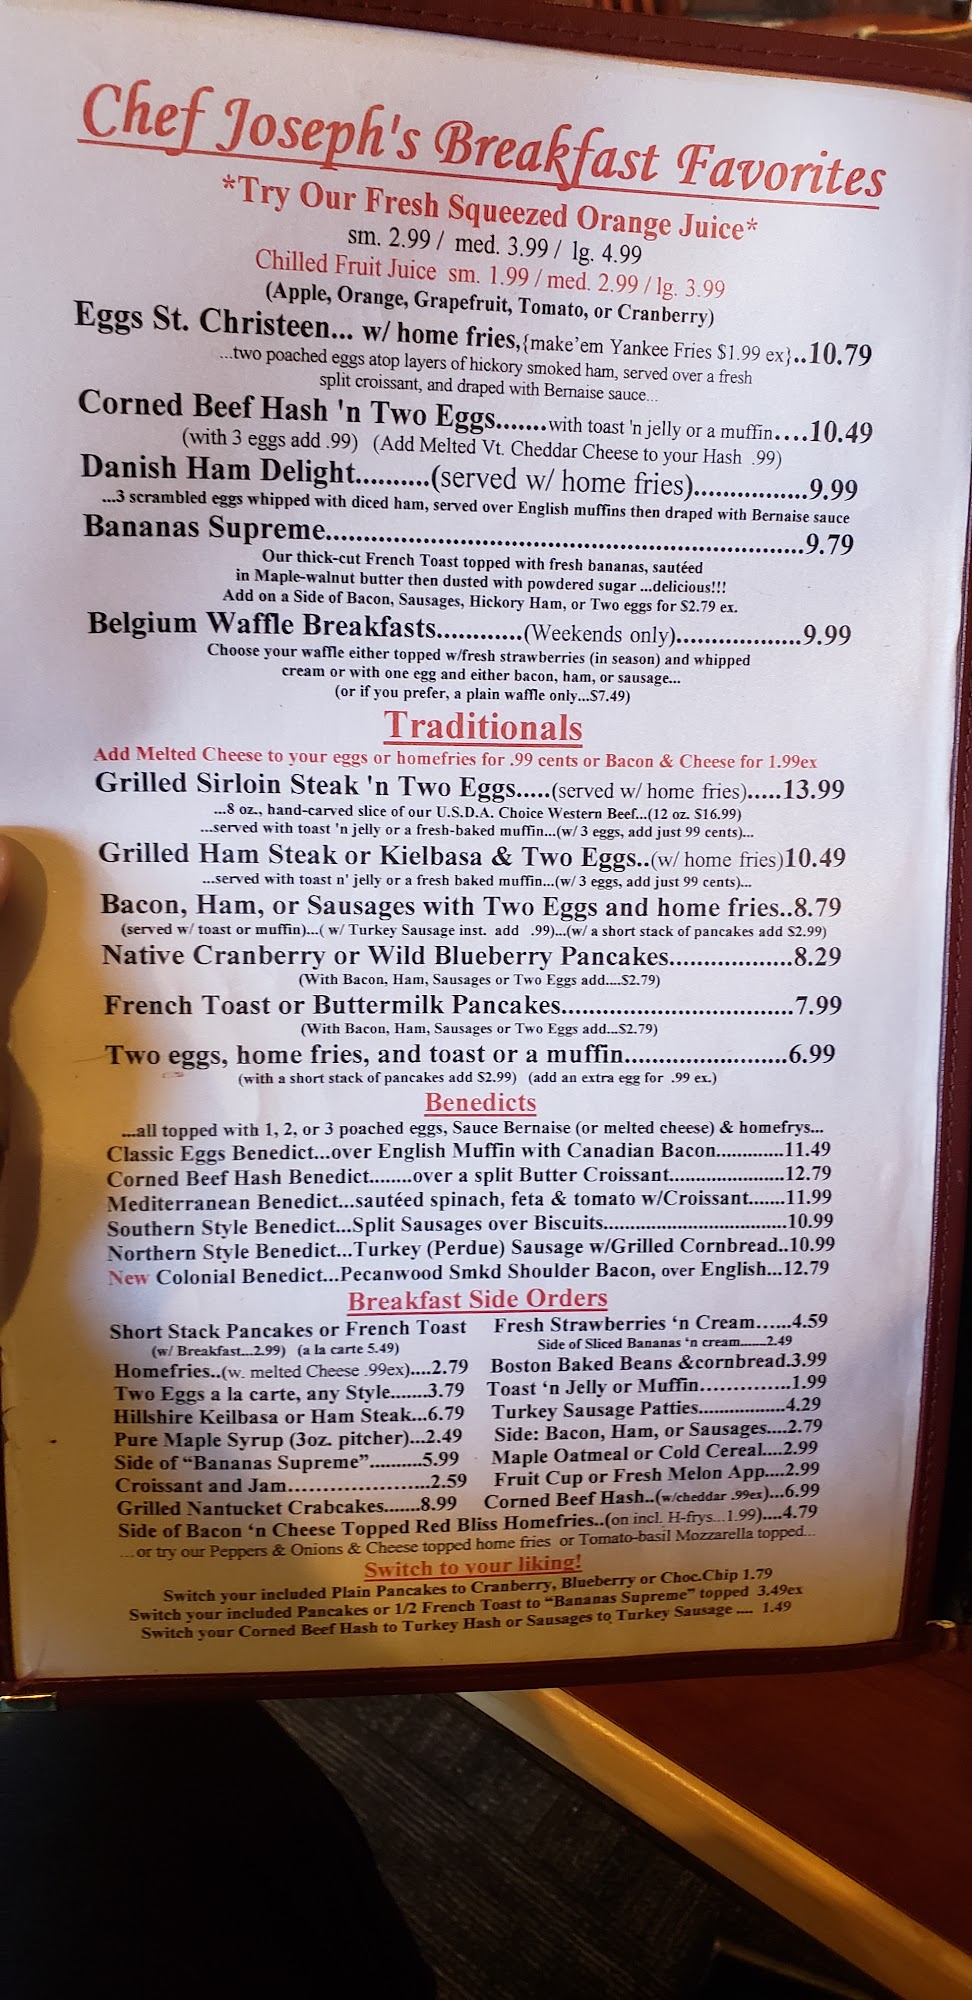 Chef Joseph's Breakfast Favorites
*Try Our Fresh Squeezed Orange Juice*
sm. 2.99 / med. 3.99 / lg. 4.99
Chilled Fruit Juice sm. 1.99 / med. 2.99 / lg. 3.99
(Apple, Orange, Grapefruit, Tomato, or Cranberry)
Eggs St. Christeen... w/ home fries,{make'em Yankee Fries $1.99 ex}..10.79
...two poached eggs atop layers of hickory smoked ham, served over a fresh
split croissant, and draped with Bernaise sauce...
Corned Beef Hash 'n Two Eggs.......with toast 'n jelly or a muffin....10.49
(with 3 eggs add .99) (Add Melted Vt. Cheddar Cheese to your Hash .99)
Danish Ham Delight..........(served w/ home fries)................9.99
...3 scrambled eggs whipped with diced ham, served over English muffins then draped with Bernaise sauce
Bananas Supreme......................................................................9.79
Our thick-cut French Toast topped with fresh bananas, sautéed
in Maple-walnut butter then dusted with powdered sugar ...delicious!!!
Add on a Side of Bacon, Sausages, Hickory Ham, or Two eggs for $2.79 ex.
Belgium Waffle Breakfasts............(Weekends only)..................9.99
Choose your waffle either topped w/fresh strawberries (in season) and whipped
cream or with one egg and either bacon, ham, or sausage...
(or if you prefer, a plain waffle only...$7.49)
Traditionals
Add Melted Cheese to your eggs or homefries for .99 cents or Bacon & Cheese for 1.99ex
Grilled Sirloin Steak 'n Two Eggs.....(served w/ home fries).....13.99
...8 oz., hand-carved slice of our U.S.D.A. Choice Western Beef...(12 oz. $16.99)
...served with toast 'n jelly or a fresh-baked muffin...(w/ 3 eggs, add just 99 cents)...
Grilled Ham Steak or Kielbasa & Two Eggs..(w/ home fries)10.49
...served with toast n' jelly or a fresh baked muffin...(w/ 3 eggs, add just 99 cents)...
Bacon, Ham, or Sausages with Two Eggs and home fries..8.79
(served w/ toast or muffin)...( w/ Turkey Sausage inst. add .99)...(w/ a short stack of pancakes add $2.99)
Native Cranberry or Wild Blueberry Pancakes..................8.29
(With Bacon, Ham, Sausages or Two Eggs add....$2.79)
French Toast or Buttermilk Pancakes.................................7.99
(With Bacon, Ham, Sausages or Two Eggs add...$2.79)
Two eggs, home fries, and toast or a muffin.......................6.99
(with a short stack of pancakes add $2.99) (add an extra egg for .99 ex.)
Benedicts
...all topped with 1, 2, or 3 poached eggs, Sauce Bernaise (or melted cheese) & homefrys...
Classic Eggs Benedict...over English Muffin with Canadian Bacon.............11.49
Corned Beef Hash Benedict........over a split Butter Croissant......................12.79
Mediterranean Benedict...sautéed spinach, feta & tomato w/Croissant.......11.99
Southern Style Benedict...Split Sausages over Biscuits...................................10.99
Northern Style Benedict...Turkey (Perdue) Sausage w/Grilled Cornbread..10.99
New Colonial Benedict...Pecanwood Smkd Shoulder Bacon, over English...12.79
Breakfast Side Orders
Short Stack Pancakes or French Toast
(w/ Breakfast...2.99) (a la carte 5.49)
Homefries..(w. melted Cheese .99ex)....2.79
Two Eggs a la carte, any Style.......3.79
Hillshire Keilbasa or Ham Steak...6.79
Pure Maple Syrup (3oz. pitcher)...2.49
Side of “Bananas Supreme”..........5.99
Croissant and Jam.......................2.59
Grilled Nantucket Crabcakes.......8.99
Fresh Strawberries ‘n Cream......4.59
Side of Sliced Bananas ‘n cream.......2.49
Boston Baked Beans &cornbread.3.99
Toast ‘n Jelly or Muffin...............1.99
Turkey Sausage Patties.................4.29
Side: Bacon, Ham, or Sausages....2.79
Maple Oatmeal or Cold Cereal....2.99
Fruit Cup or Fresh Melon App....2.99
Corned Beef Hash..(w/cheddar .99ex)...6.99
Side of Bacon ‘n Cheese Topped Red Bliss Homefries..(on incl. H-frys...1.99)....4.79
...or try our Peppers & Onions & Cheese topped home fries or Tomato-basil Mozzarella topped...
Switch to your liking!
Switch your included Plain Pancakes to Cranberry, Blueberry or Choc.Chip 1.79
Switch your included Pancakes or 1/2 French Toast to “Bananas Supreme” topped 3.49ex
Switch your Corned Beef Hash to Turkey Hash or Sausages to Turkey Sausage .... 1.49